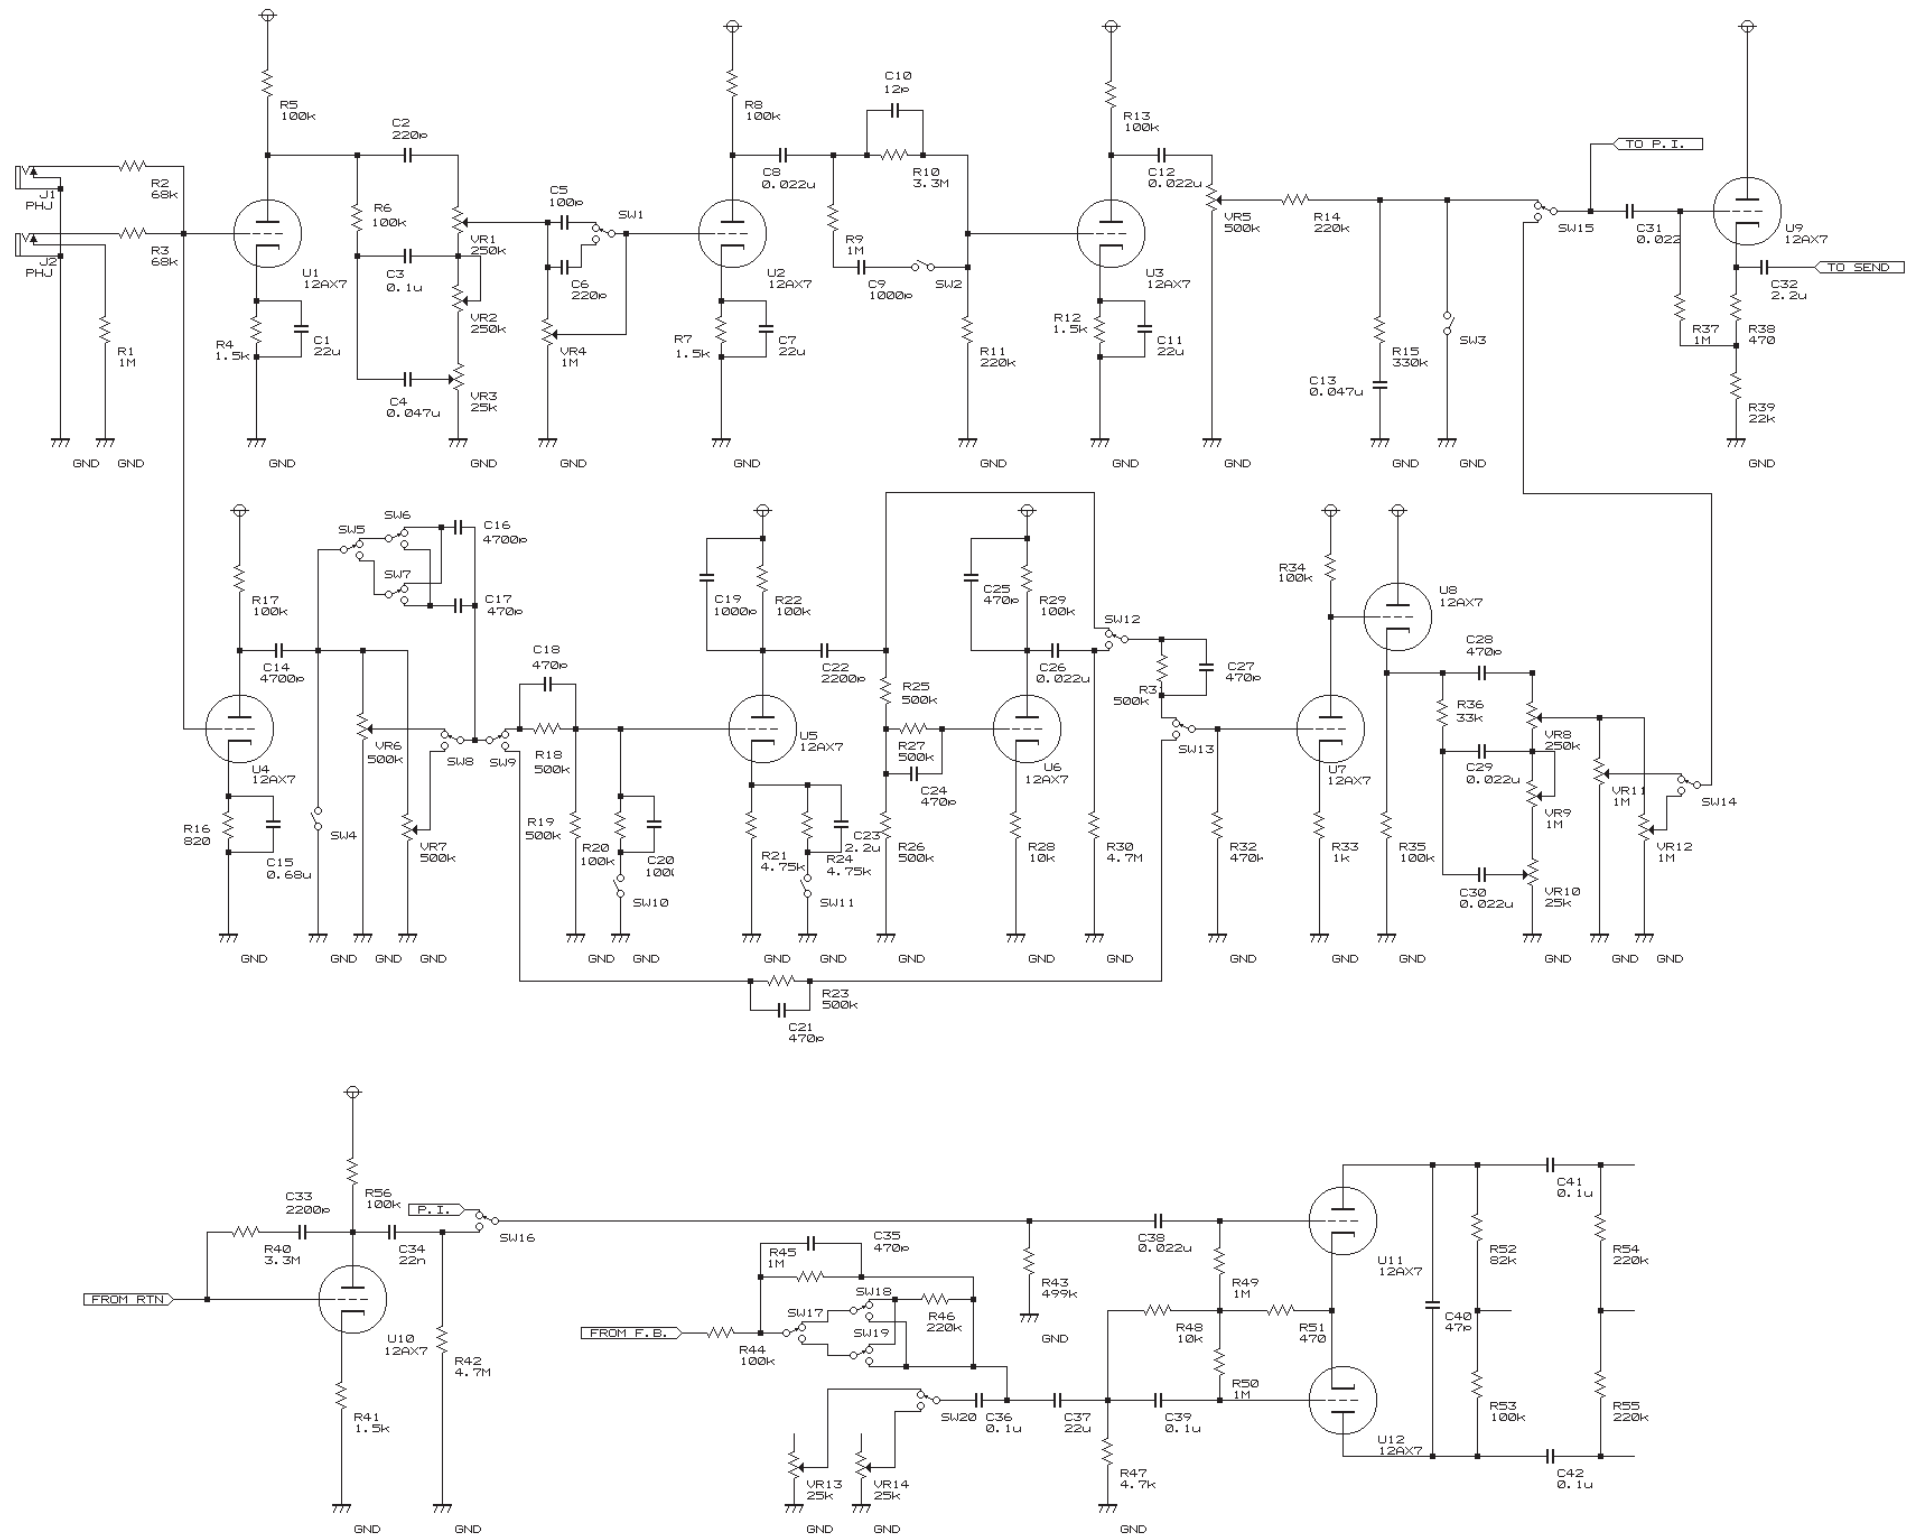 R5
100k
C2
220p
J1
PHJ
R2
68k
J2
PHJ
R3
68k
R1
1M
GND
GND
U1
12AX7
R4
1.5k
C1
22u
GND
R6
100k
C3
0.1u
C4
0.047u
VR1
250k
VR2
250k
VR3
25k
GND
C5
100p
SW1
C6
220p
VR4
1M
GND
R8
100k
U2
12AX7
R7
1.5k
C7
22u
GND
C8
0.022u
C10
12p
R10
3.3M
R9
1M
C9
1000p
SW2
R11
220k
GND
R13
100k
U3
12AX7
R12
1.5k
C11
22u
GND
C12
0.022u
VR5
500k
R14
220k
R15
330k
C13
0.047u
GND
SW3
GND
SW15
TO P.I.
C31
0.022
R37
1M
U9
12AX7
C32
2.2u
TO SEND
R38
470
R39
22k
GND
R17
100k
C14
4700p
U4
12AX7
R16
820
C15
0.68u
GND
SW5
SW6
SW7
C16
4700p
C17
470p
SW4
GND
VR6
500k
GND
VR7
500k
GND
SW8
SW9
C18
470p
R18
500k
R19
500k
GND
R20
100k
C20
SW10
GND
C19
1000p
R22
100k
U5
12AX7
R21
4.75k
GND
R24
4.75k
C23
2.2u
SW11
GND
C22
2200p
R25
500k
R27
500k
C24
470p
R26
500k
GND
C25
470p
R29
100k
U6
12AX7
R28
10k
GND
C26
0.022u
R30
4.7M
GND
SW12
R3
500k
C27
470p
SW13
R32
470k
GND
R34
100k
U7
12AX7
R33
1k
GND
U8
12AX7
R35
100k
GND
C28
470p
R36
33k
C29
0.022u
C30
0.022u
VR8
250k
VR9
1M
VR10
25k
GND
VR11
1M
GND
VR12
1M
GND
SW14
R23
500k
C21
470p
C33
2200p
R40
3.3M
FROM RTN
R56
100k
C34
22n
U10
12AX7
R41
1.5k
GND
R42
4.7M
GND
P.I.
SW16
FROM F.B.
R44
100k
R45
1M
C35
470p
SW17
SW18
SW19
R46
220k
SW20
VR13
25k
GND
VR14
25k
GND
C36
0.1u
C37
22u
R43
499k
GND
C38
0.022u
R49
1M
R48
10k
R51
470
R50
1M
C39
0.1u
R47
4.7k
GND
U11
12AX7
U12
12AX7
C40
47p
R52
82k
R53
100k
C41
0.1u
C42
0.1u
R54
220k
R55
220k